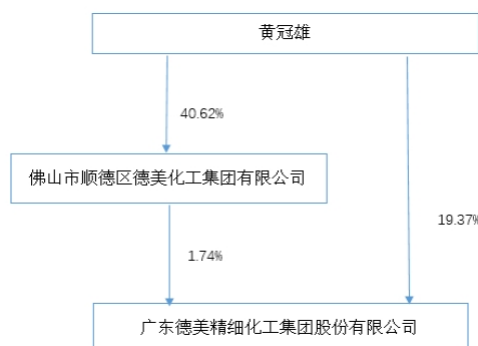 黄冠雄
40.62%
佛山市顺德区德美化工集团有限公司
19.37%
1.74%
广东德美精细化工集团股份有限公司